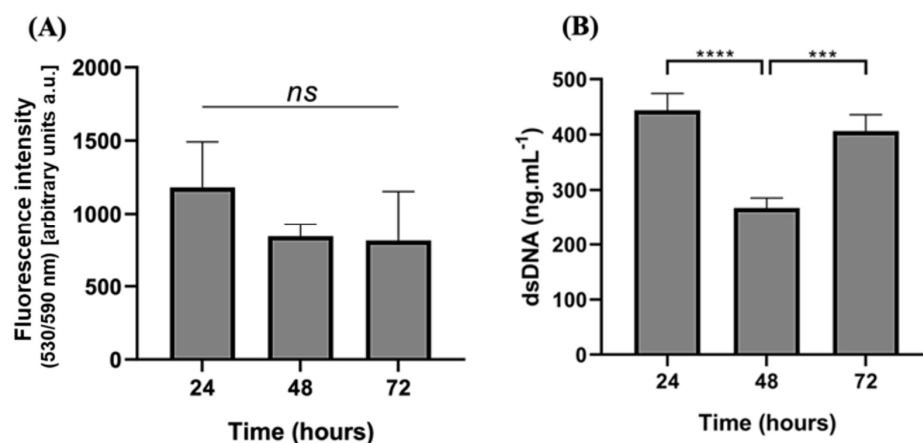 (A)
Fluorescence intensity
(530/590 nm) [arbitrary units a.u.]
2000
1500
1000
500
0
ns
24 48 72
Time (hours)
(B)
dsDNA (ng.mL⁻¹)
500
400
300
200
100
0
**** ***
24 48 72
Time (hours)